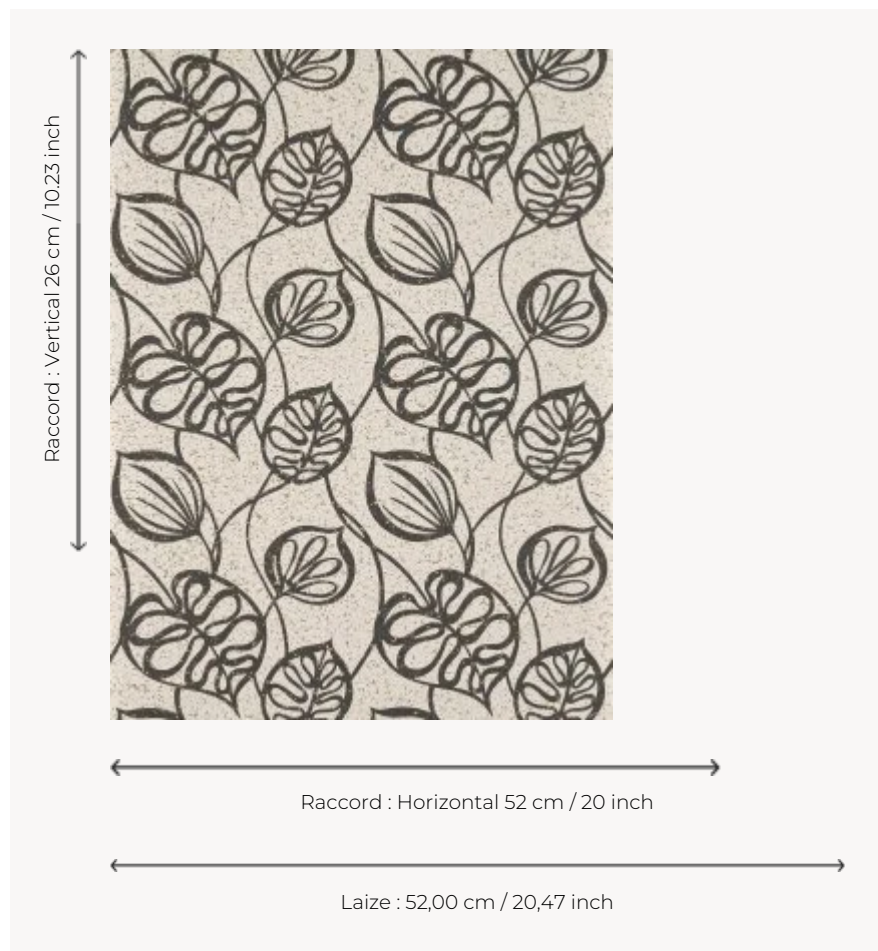 Raccord : Vertical 26 cm / 10.23 inch
Raccord : Horizontal 52 cm / 20 inch
Laize : 52,00 cm / 20,47 inch